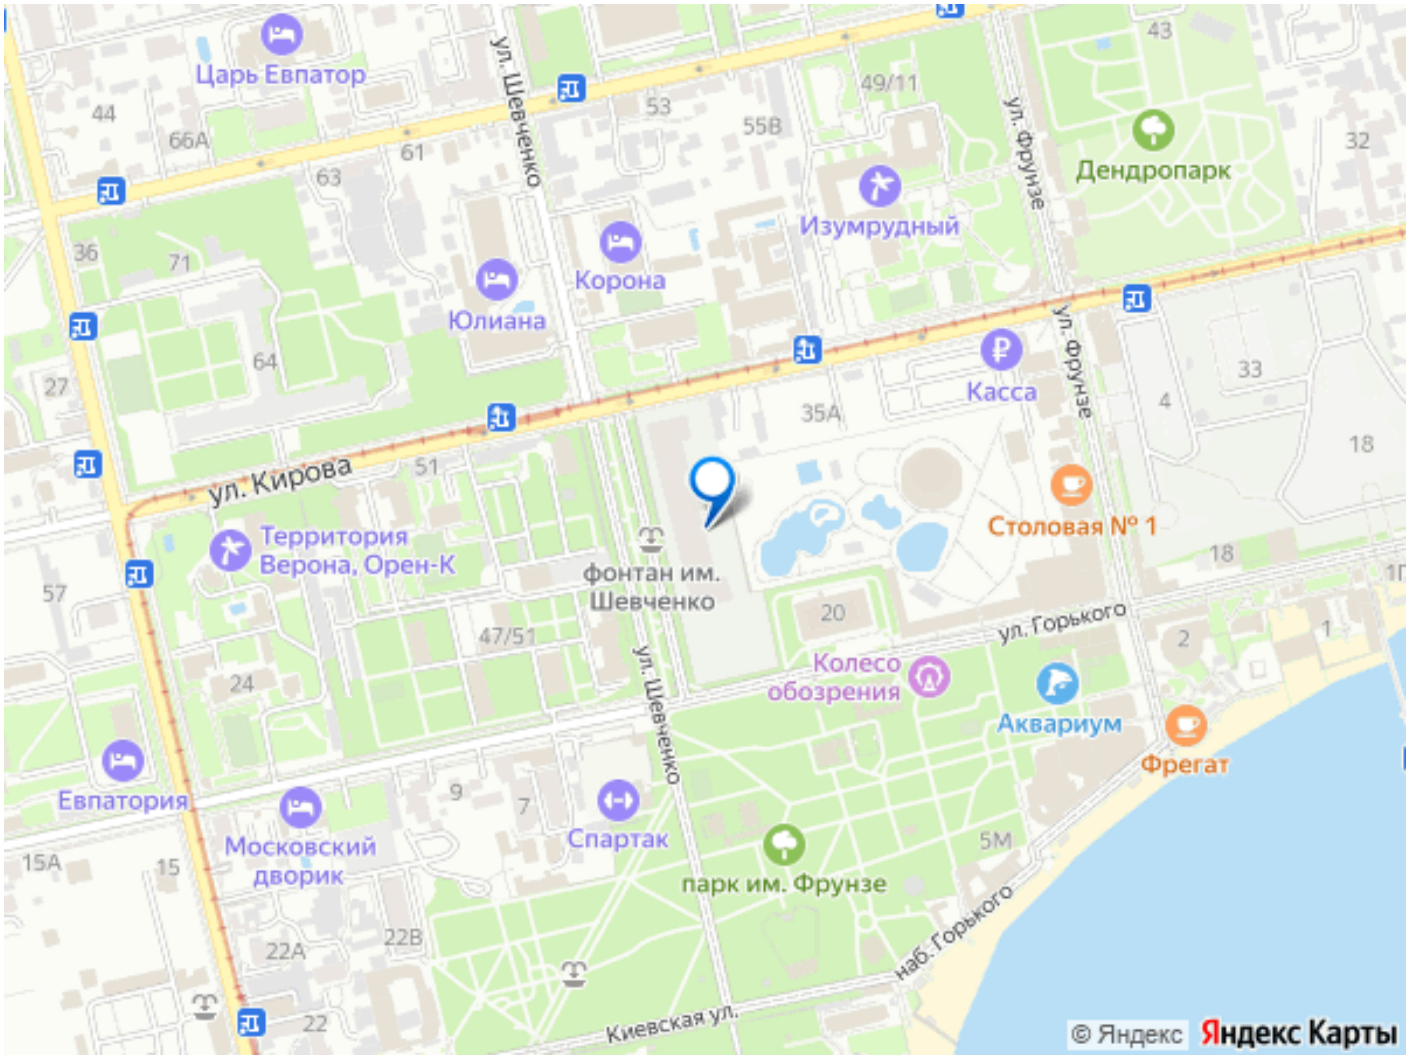 43
Царь Евпатор
ул. Шевченко
49/11
44
53
55В
ул. Фрунзе
66А
61
32
Дендропарк
63
Изумрудный
36
71
Корона
Юлиана
ул. Фрунзе
64
33
27
Касса
4
35А
18
ул. Кирова
51
Столовая № 1
Территория
Верона, Орен-К
18
фонтан им.
Шевченко
57
1Г
20
ул. Горького
47/51
1
2
Колесо
обозрения
24
ул. Шевченко
Аквариум
Фрегат
Евпатория
9
7
Спартак
Московский
дворик
5М
15А
15
парк им. Фрунзе
22В
22А
наб. Горького
22
Киевская ул.
© Яндекс
Яндекс Карты